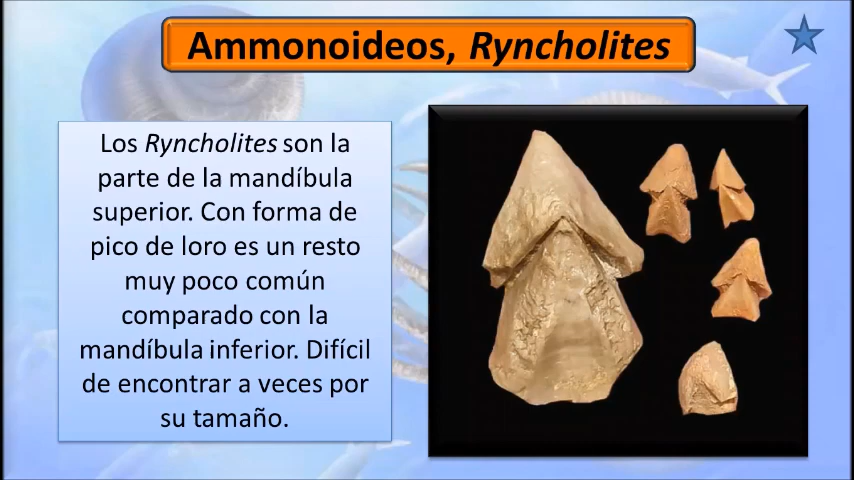 Ammonoideos, Ryncholites
Los Ryncholites son la
parte de la mandíbula
superior. Con forma de
pico de loro es un resto
muy poco común
comparado con la
mandíbula inferior. Difícil
de encontrar a veces por
su tamaño.